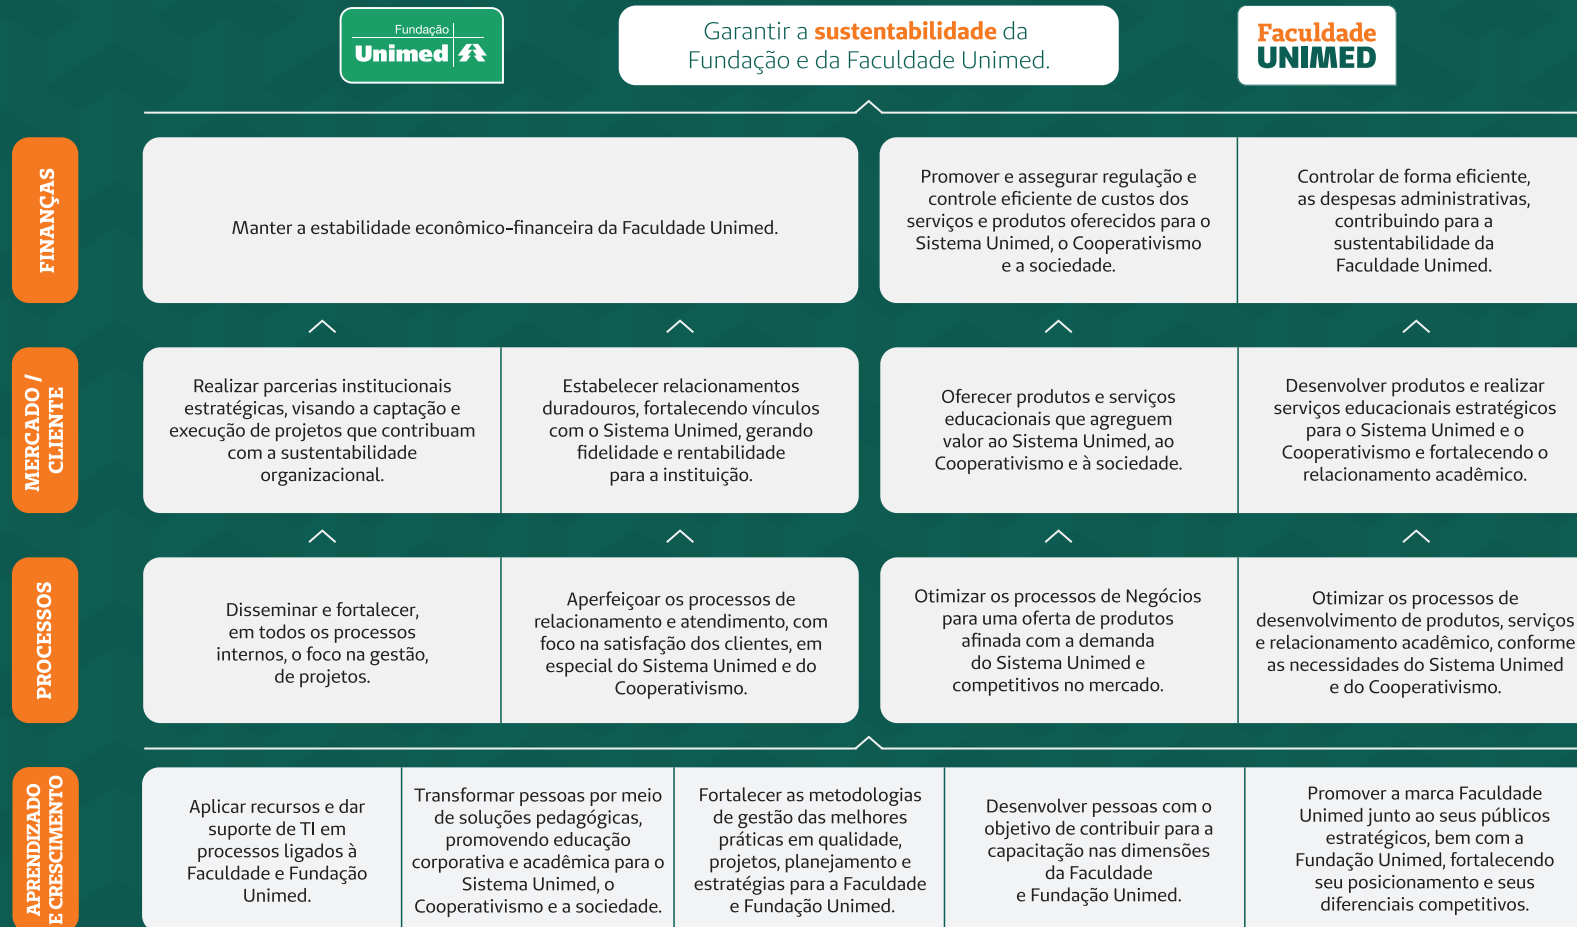 Fundação
Unimed
Garantir a sustentabilidade da
Fundação e da Faculdade Unimed.
Faculdade
UNIMED
FINANÇAS
Manter a estabilidade econômico-financeira da Faculdade Unimed.
Promover e assegurar regulação e
controle eficiente de custos dos
serviços e produtos oferecidos para o
Sistema Unimed, o Cooperativismo
e a sociedade.
Controlar de forma eficiente,
as despesas administrativas,
contribuindo para a
sustentabilidade da
Faculdade Unimed.
MERCADO /
CLIENTE
Realizar parcerias institucionais
estratégicas, visando a captação e
execução de projetos que contribuam
com a sustentabilidade
organizacional.
Estabelecer relacionamentos
duradouros, fortalecendo vínculos
com o Sistema Unimed, gerando
fidelidade e rentabilidade
para a instituição.
Oferecer produtos e serviços
educacionais que agreguem
valor ao Sistema Unimed, ao
Cooperativismo e à sociedade.
Desenvolver produtos e realizar
serviços educacionais estratégicos
para o Sistema Unimed e o
Cooperativismo e fortalecendo o
relacionamento acadêmico.
PROCESSOS
Disseminar e fortalecer,
em todos os processos
internos, o foco na gestão,
de projetos.
Aperfeiçoar os processos de
relacionamento e atendimento, com
foco na satisfação dos clientes, em
especial do Sistema Unimed e do
Cooperativismo.
Otimizar os processos de Negócios
para uma oferta de produtos
afinada com a demanda
do Sistema Unimed e
competitivos no mercado.
Otimizar os processos de
desenvolvimento de produtos, serviços
e relacionamento acadêmico, conforme
as necessidades do Sistema Unimed
e do Cooperativismo.
APRENDIZADO
E CRESCIMENTO
Aplicar recursos e dar
suporte de TI em
processos ligados à
Faculdade e Fundação
Unimed.
Transformar pessoas por meio
de soluções pedagógicas,
promovendo educação
corporativa e acadêmica para o
Sistema Unimed, o
Cooperativismo e a sociedade.
Fortalecer as metodologias
de gestão das melhores
práticas em qualidade,
projetos, planejamento e
estratégias para a Faculdade
e Fundação Unimed.
Desenvolver pessoas com o
objetivo de contribuir para a
capacitação nas dimensões
da Faculdade
e Fundação Unimed.
Promover a marca Faculdade
Unimed junto ao seus públicos
estratégicos, bem com a
Fundação Unimed, fortalecendo
seu posicionamento e seus
diferenciais competitivos.